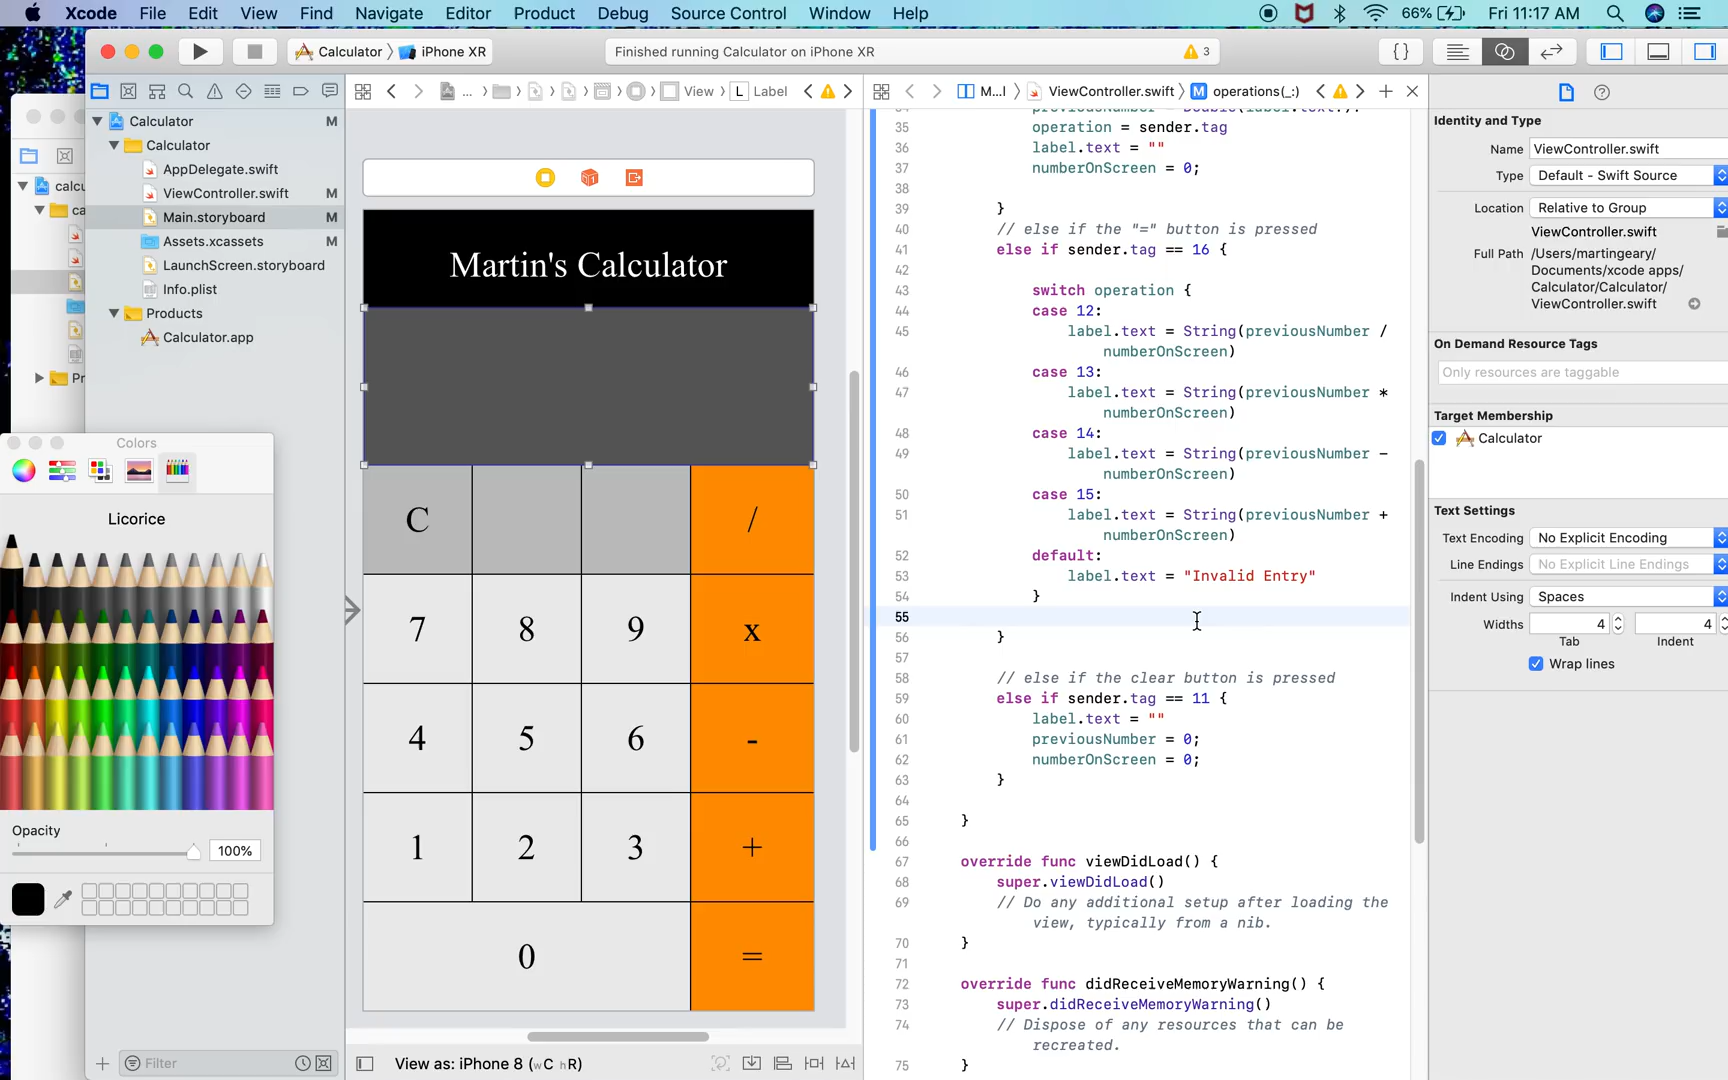 Xcode File Edit View Find Navigate Editor Product Debug Source Control Window Help 66% Fri 11:17 AM
Calculator iPhone XR Finished running Calculator on iPhone XR 3 { }
... View L Label M...l ViewController.swift M operations(_:)
Calculator M
Calculator
AppDelegate.swift
ViewController.swift M
Main.storyboard M
Assets.xcassets M
LaunchScreen.storyboard
Info.plist
Products
Calculator.app
calcu
ca
Pr
Colors
Licorice
Opacity
100%
Filter
Martin's Calculator
C /
7 8 9 x
4 5 6 -
1 2 3 +
0 =
View as: iPhone 8 (wC hR)
35 operation = sender.tag
36 label.text = ""
37 numberOnScreen = 0;
38
39 }
40 // else if the "=" button is pressed
41 else if sender.tag == 16 {
42
43 switch operation {
44 case 12:
45 label.text = String(previousNumber /
numberOnScreen)
46 case 13:
47 label.text = String(previousNumber *
numberOnScreen)
48 case 14:
49 label.text = String(previousNumber -
numberOnScreen)
50 case 15:
51 label.text = String(previousNumber +
numberOnScreen)
52 default:
53 label.text = "Invalid Entry"
54 }
55
56 }
57
58 // else if the clear button is pressed
59 else if sender.tag == 11 {
60 label.text = ""
61 previousNumber = 0;
62 numberOnScreen = 0;
63 }
64
65 }
66
67 override func viewDidLoad() {
68 super.viewDidLoad()
69 // Do any additional setup after loading the
view, typically from a nib.
70 }
71
72 override func didReceiveMemoryWarning() {
73 super.didReceiveMemoryWarning()
74 // Dispose of any resources that can be
recreated.
75 }
Identity and Type
Name ViewController.swift
Type Default - Swift Source
Location Relative to Group
ViewController.swift
Full Path /Users/martingeary/
Documents/xcode apps/
Calculator/Calculator/
ViewController.swift
On Demand Resource Tags
Only resources are taggable
Target Membership
Calculator
Text Settings
Text Encoding No Explicit Encoding
Line Endings No Explicit Line Endings
Indent Using Spaces
Widths 4 4
Tab Indent
Wrap lines